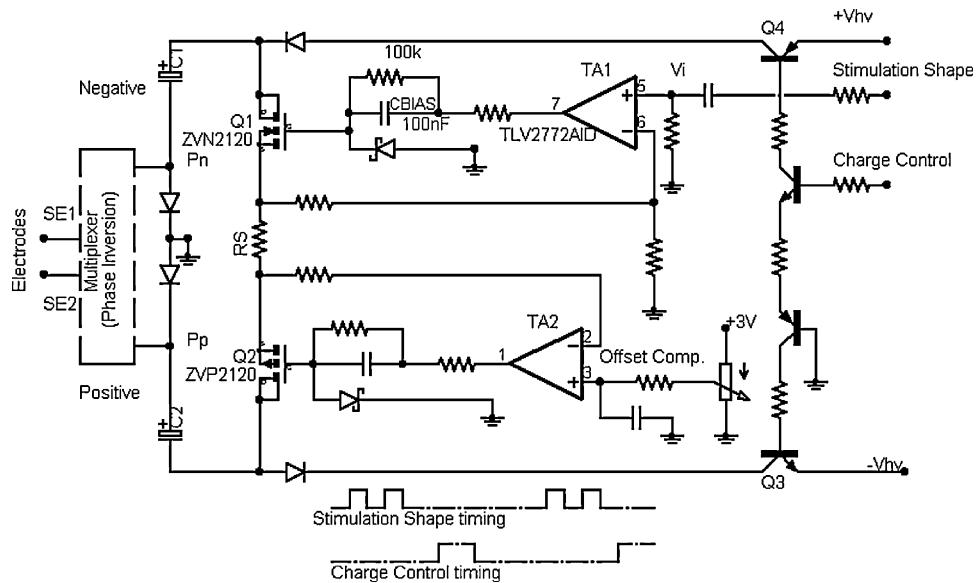 Q4
+Vhv
C1
+
100k
TA1
Vi
Stimulation Shape
Negative
CBIAS
100nF
7
+
5
TLV2772AID
-
6
Q1
ZVN2120
Pn
Charge Control
SE1
Electrodes
Multiplexer
(Phase Inversion)
RS
SE2
Pp
TA2
+3V
Q2
ZVP2120
1
-
2
+
3
Offset Comp.
Positive
C2
+
Q3
-Vhv
Stimulation Shape timing
Charge Control timing